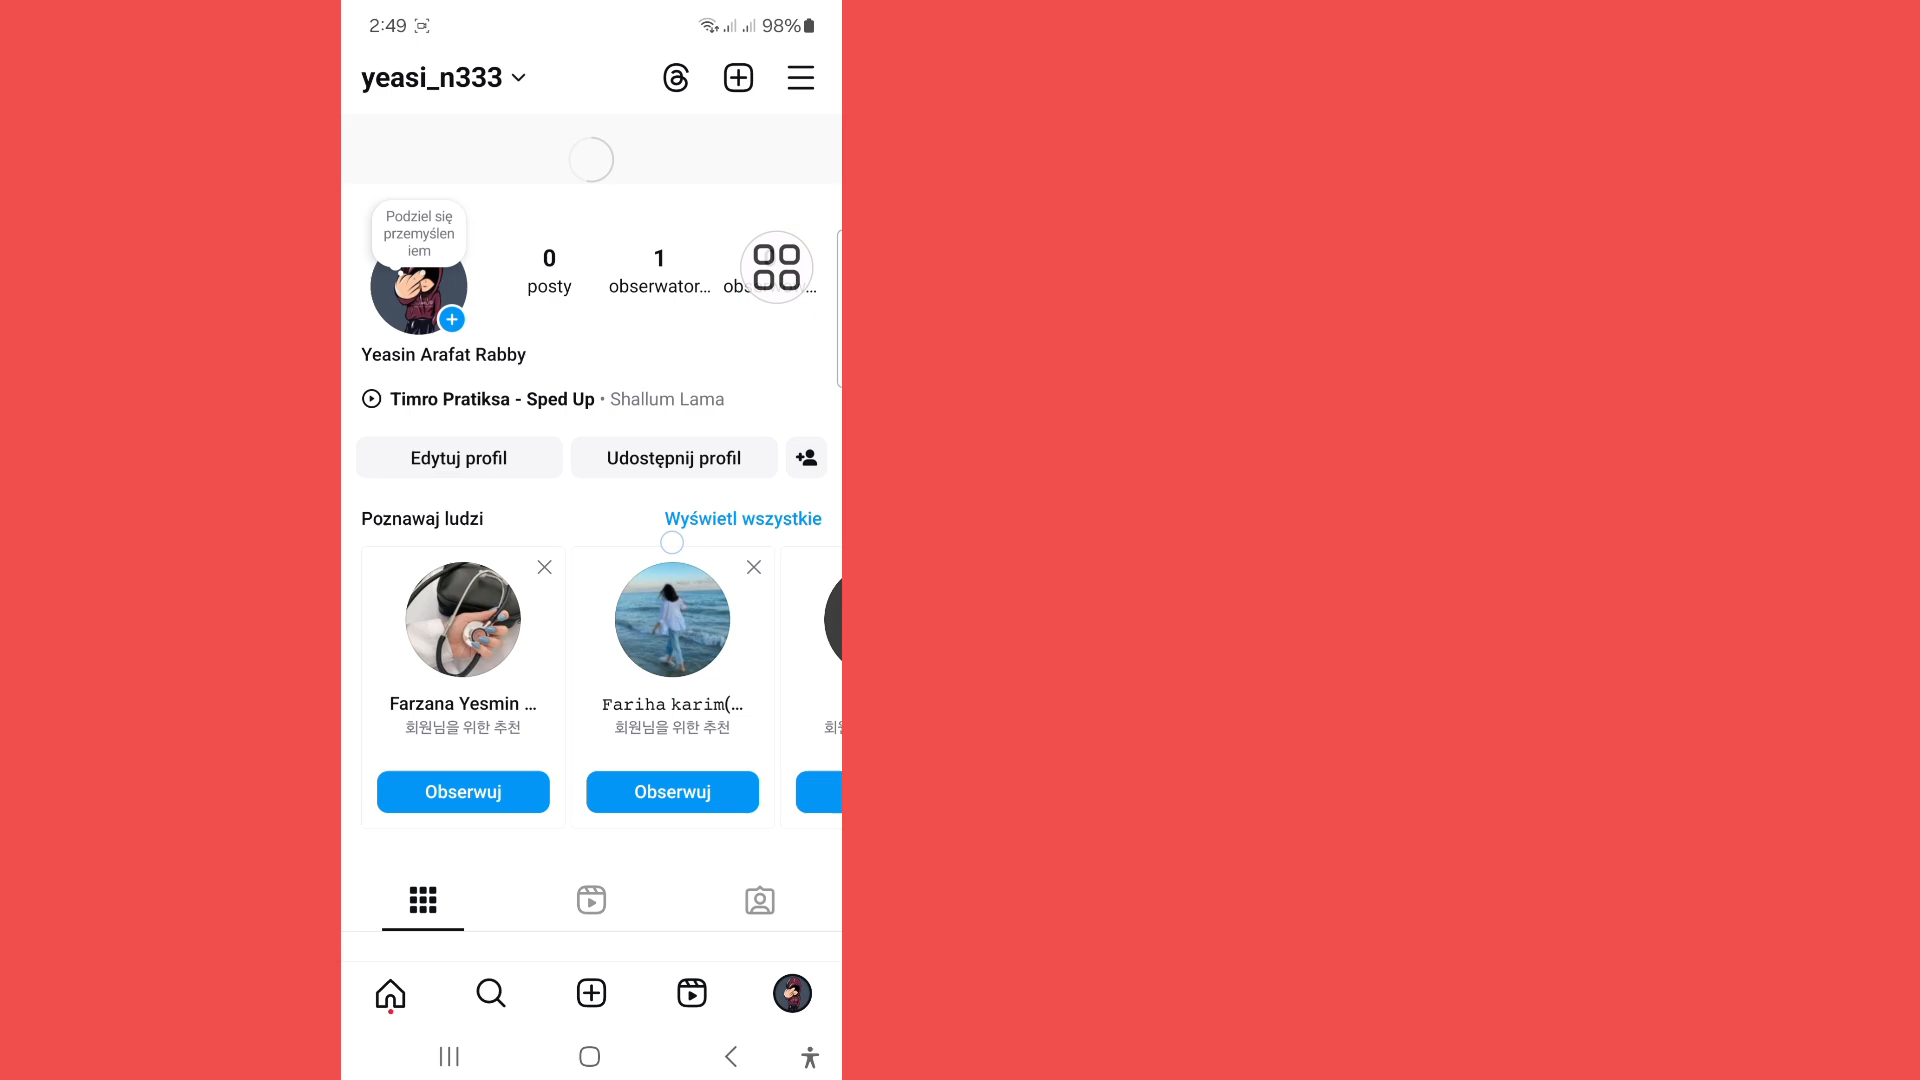 2:49
98%
yeasi_n333
Podziel się
przemyślen
iem
0
1
posty
obserwator...
Yeasin Arafat Rabby
Timro Pratiksa - Sped Up • Shallum Lama
Edytuj profil
Udostępnij profil
Poznawaj ludzi
Wyświetl wszystkie
Farzana Yesmin ...
Fariha karim(...
회원님을 위한 추천
회원님을 위한 추천
Obserwuj
Obserwuj